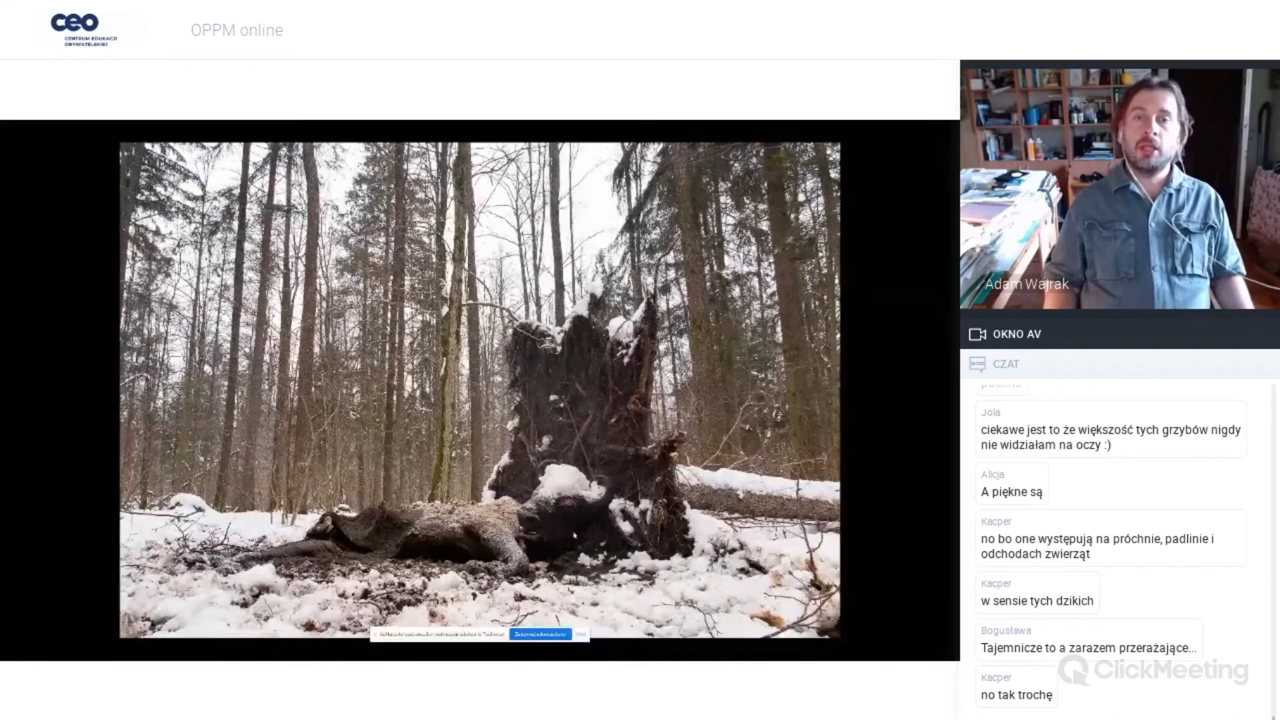 ceo
CENTRUM EDUKACJI
OBYWATELSKIEJ
OPPM online
Adam Wajrak
OKNO AV
CZAT
Jola
ciekawe jest to że większość tych grzybów nigdy
nie widziałam na oczy :)
Alicja
A piękne są
Kacper
no bo one występują na próchnie, padlinie i
odchodach zwierząt
Kacper
w sensie tych dzikich
Bogusława
Tajemnicze to a zarazem przerażające...
Kacper
no tak trochę
ClickMeeting